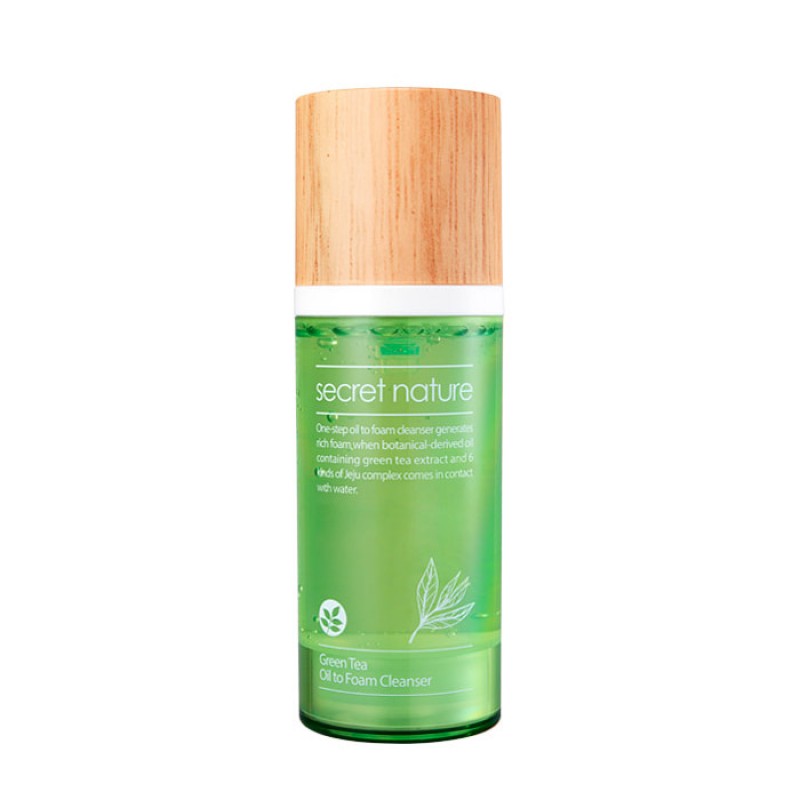 secret nature
One-step oil to foam cleanser generates
rich foam, when botanical-derived oil
containing green tea extract and 6
kinds of Jeju complex comes in contact
with water.
Green Tea
Oil to Foam Cleanser